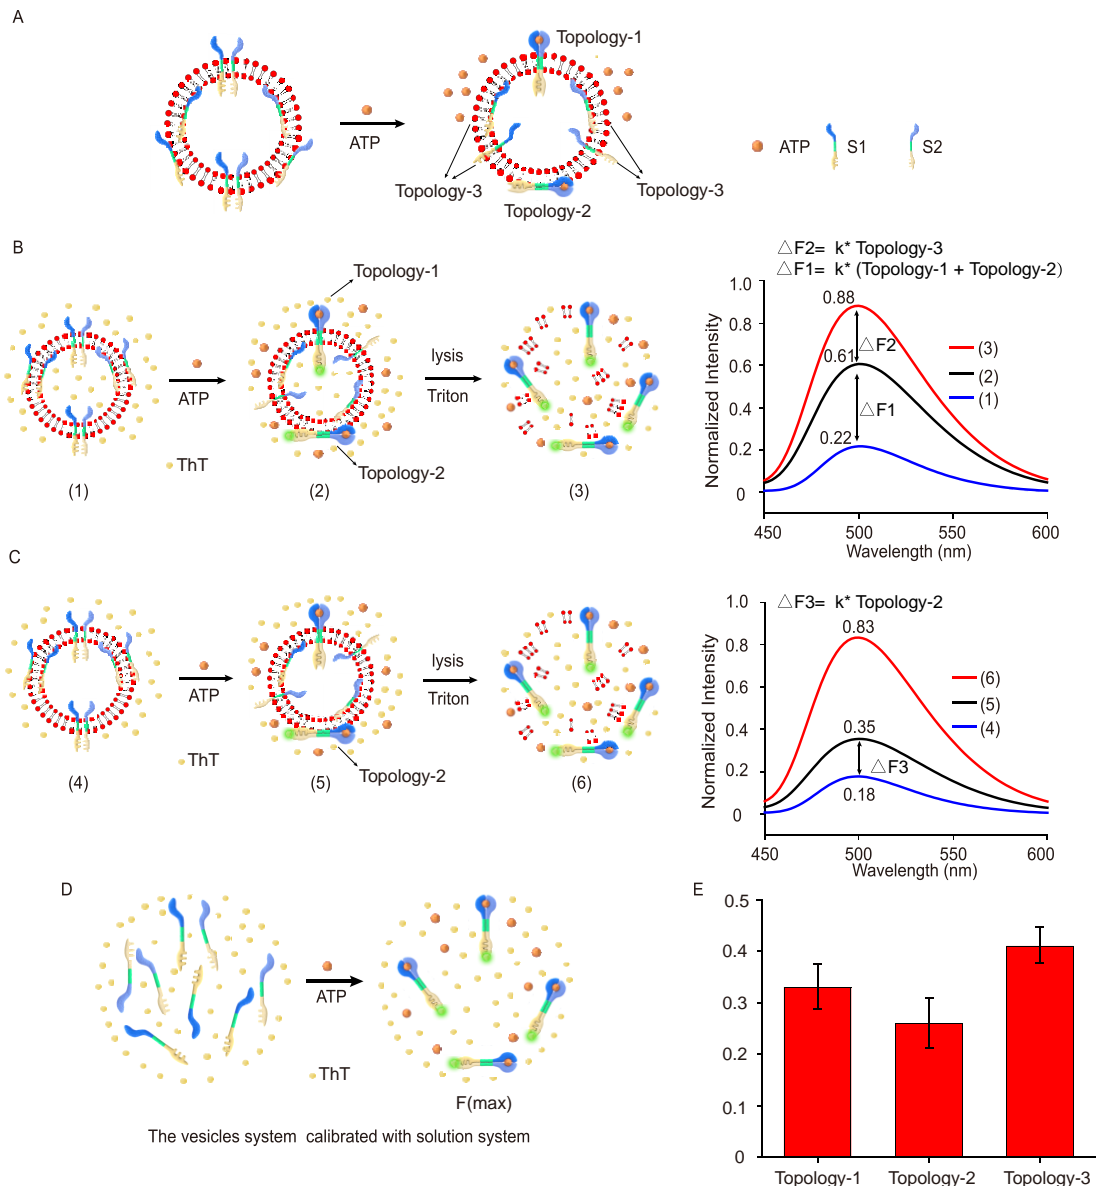 A
Topology-1
ATP
Topology-3
Topology-2
Topology-3
ATP
S1
S2
B
Topology-1
ATP
ThT
Topology-2
lysis
Triton
(1)
(2)
(3)
△F2= k* Topology-3
△F1= k* (Topology-1 + Topology-2)
Normalized Intensity
1.0
0.8
0.6
0.4
0.2
0
0.88
0.61
0.22
△F2
△F1
(3)
(2)
(1)
450
500
550
600
Wavelength (nm)
C
ATP
ThT
Topology-2
lysis
Triton
(4)
(5)
(6)
△F3= k* Topology-2
Normalized Intensity
1.0
0.8
0.6
0.4
0.2
0
0.83
0.35
0.18
△F3
(6)
(5)
(4)
450
500
550
600
Wavelength (nm)
D
ATP
ThT
F(max)
The vesicles system calibrated with solution system
E
0.5
0.4
0.3
0.2
0.1
0
Topology-1
Topology-2
Topology-3